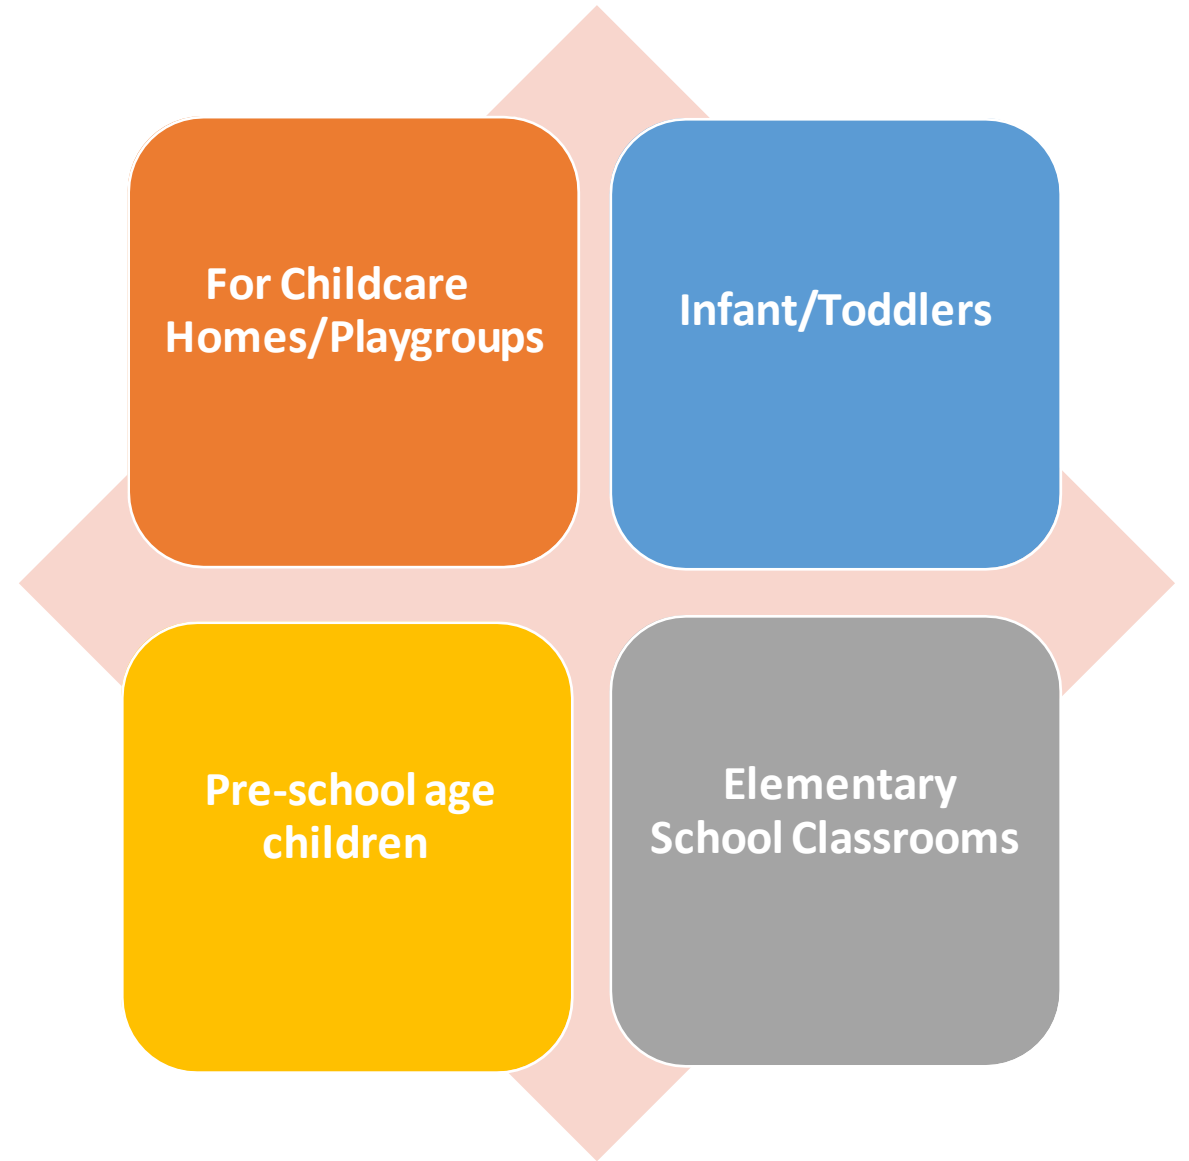 For Childcare
Homes/Playgroups
Infant/Toddlers
Pre-school age
children
Elementary
School Classrooms